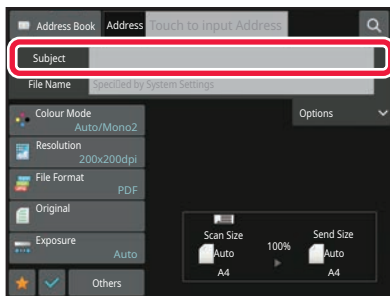 Address Book Address Touch to input Address
Subject
File Name Specified by System Settings
Colour Mode
Auto/Mono2
Options
Resolution
200x200dpi
File Format
PDF
Original
Exposure
Auto
Others
Scan Size
Auto
A4
100%
Send Size
Auto
A4